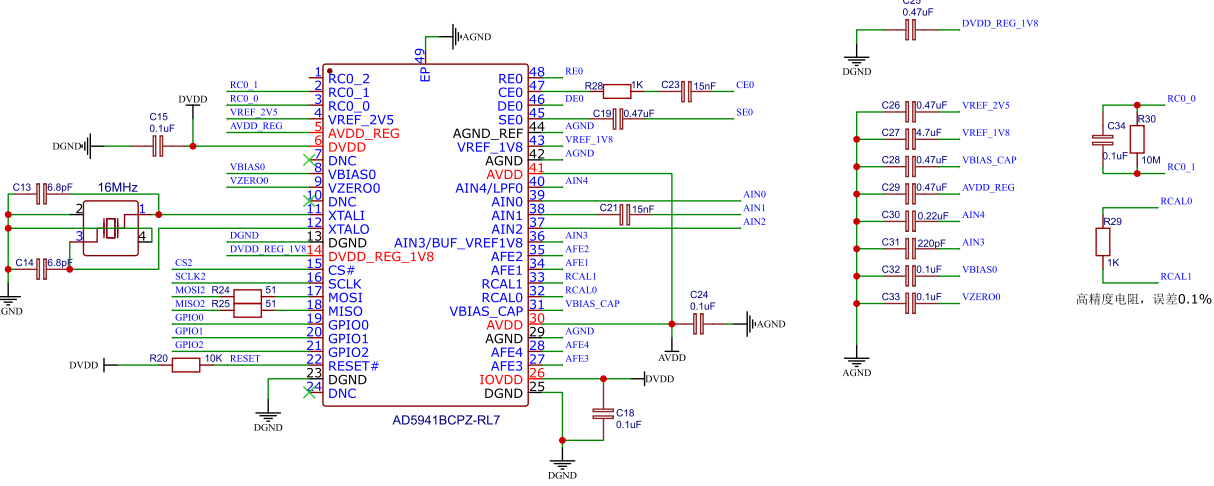 AGND
EP 49
C15
0.1uF
DVDD
DGND
C13 6.8pF
16MHz
2 1
3 4
C14 6.8pF
RC0_1
RC0_0
VREF_2V5
AVDD_REG
VBIAS0
VZERO0
DGND
DVDD_REG_1V8
CS2
SCLK2
MOSI2 R24 51
MISO2 R25 51
GPIO0
GPIO1
GPIO2
DVDD R20 10K RESET
DGND
1 RC0_2
2 RC0_1
3 RC0_0
4 VREF_2V5
5 AVDD_REG
6 DVDD
7 DNC
8 VBIAS0
9 VZERO0
10 DNC
11 XTALI
12 XTALO
13 DGND
14 DVDD_REG_1V8
15 CS#
16 SCLK
17 MOSI
18 MISO
19 GPIO0
20 GPIO1
21 GPIO2
22 RESET#
23 DGND
24 DNC
RE0 48
CE0 47
DE0 46
SE0 45
AGND_REF 44
VREF_1V8 43
AGND 42
AVDD 41
AIN4/LPF0 40
AIN0 39
AIN1 38
AIN2 37
AIN3/BUF_VREF1V8 36
AFE2 35
AFE1 34
RCAL1 33
RCAL0 32
VBIAS_CAP 31
AVDD 30
AGND 29
AFE4 28
AFE3 27
IOVDD 26
DGND 25
AD5941BCPZ-RL7
RE0
R28 1K C23 15nF CE0
DE0
C19 0.47uF SE0
AGND
VREF_1V8
AGND
AIN4
AIN0
C21 15nF AIN1
AIN2
AIN3
AFE2
AFE1
RCAL1
RCAL0
VBIAS_CAP
C24
0.1uF
AGND
AVDD
AGND
AFE4
AFE3
DVDD
C18
0.1uF
DGND
C25
0.47uF
DVDD_REG_1V8
DGND
C26 0.47uF VREF_2V5
C27 4.7uF VREF_1V8
C28 0.47uF VBIAS_CAP
C29 0.47uF AVDD_REG
C30 0.22uF AIN4
C31 220pF AIN3
C32 0.1uF VBIAS0
C33 0.1uF VZERO0
AGND
RC0_0
C34 R30
0.1uF 10M
RC0_1
RCAL0
R29
1K
RCAL1
高精度电阻，误差0.1%